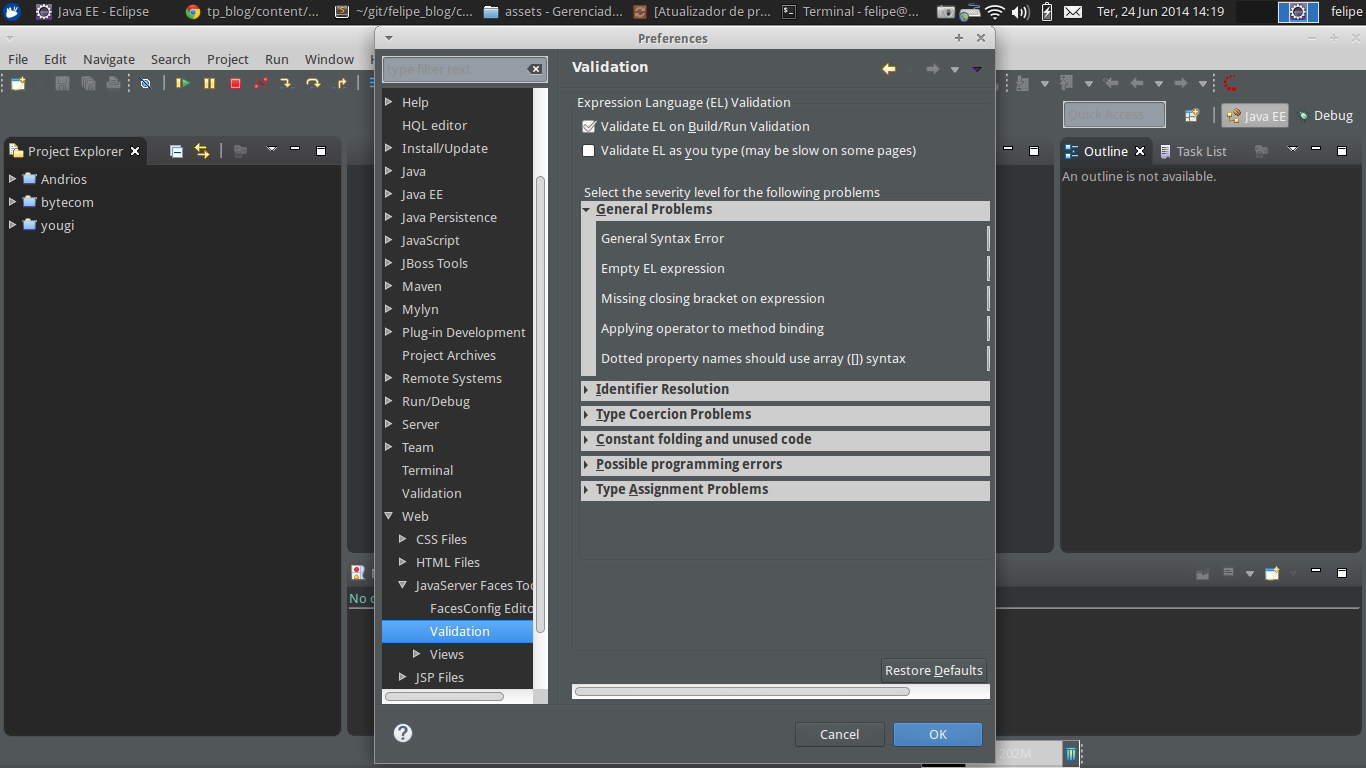 Java EE - Eclipse
tp_blog/content/...
~/git/felipe_blog/c...
assets - Gerenciad...
[Atualizador de pr...
Terminal - felipe@...
Ter, 24 Jun 2014 14:19
felipe
Preferences
File Edit Navigate Search Project Run Window
type filter text
Validation
Quick Access
Java EE
Debug
Project Explorer
Andrios
bytecom
yougi
Help
HQL editor
Install/Update
Java
Java EE
Java Persistence
JavaScript
JBoss Tools
Maven
Mylyn
Plug-in Development
Project Archives
Remote Systems
Run/Debug
Server
Team
Terminal
Validation
Web
CSS Files
HTML Files
JavaServer Faces Too
FacesConfig Edito
Validation
Views
JSP Files
Expression Language (EL) Validation
Validate EL on Build/Run Validation
Validate EL as you type (may be slow on some pages)
Select the severity level for the following problems
General Problems
General Syntax Error
Empty EL expression
Missing closing bracket on expression
Applying operator to method binding
Dotted property names should use array ([]) syntax
Identifier Resolution
Type Coercion Problems
Constant folding and unused code
Possible programming errors
Type Assignment Problems
Restore Defaults
Cancel
OK
Outline
Task List
An outline is not available.
No
202M